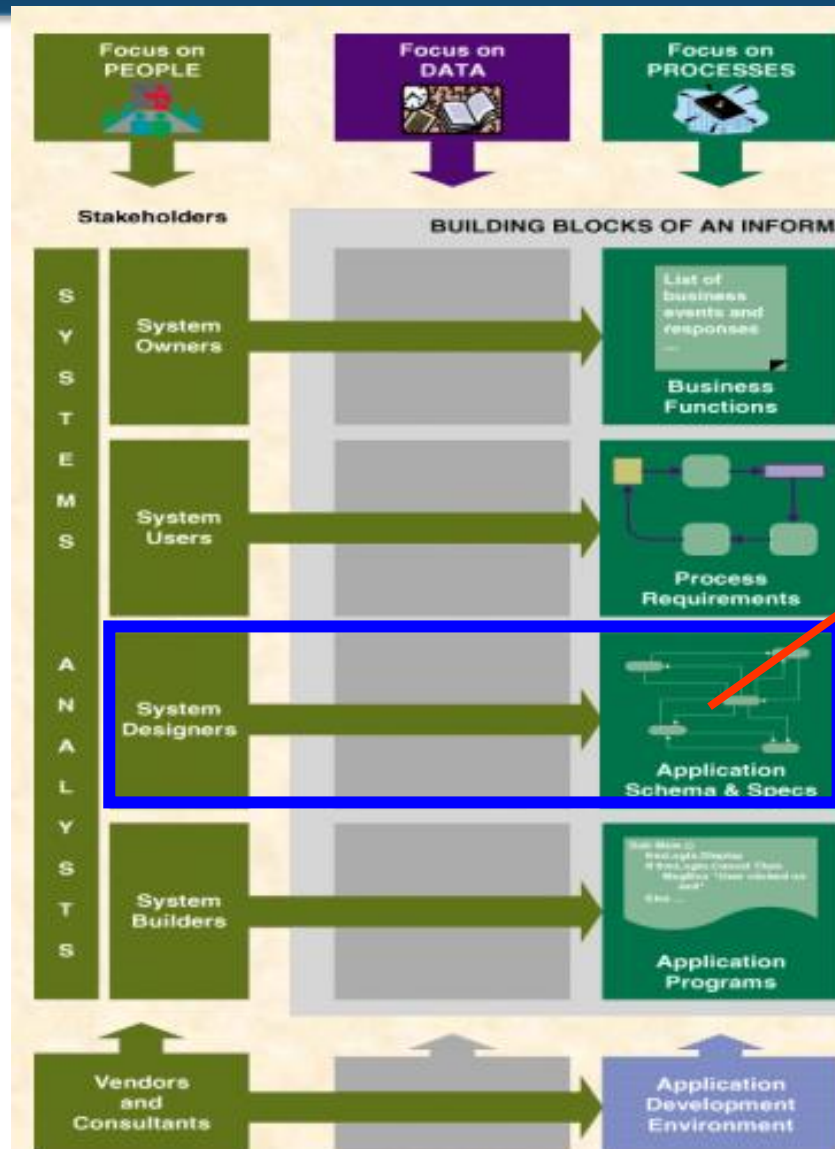 Focus on
PEOPLE
Focus on
DATA
Focus on
PROCESSES
Stakeholders
BUILDING BLOCKS OF AN INFORM
SYSTEMS ANALYSTS
System
Owners
List of
business
events and
responses
...
Business
Functions
System
Users
Process
Requirements
System
Designers
Application
Schema & Specs
System
Builders
Application
Programs
Vendors
and
Consultants
Application
Development
Environment